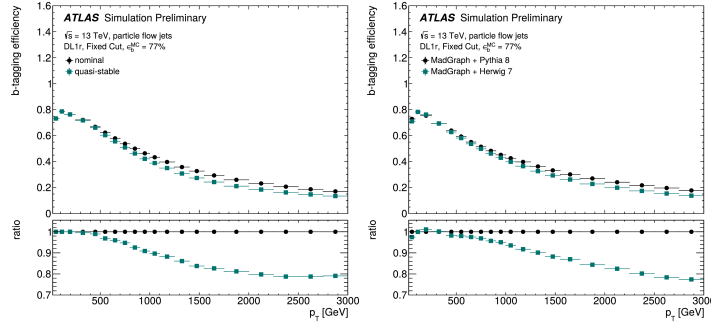 ATLAS Simulation Preliminary
√s = 13 TeV, particle flow jets
DL1r, Fixed Cut, ϵ_b^MC = 77%
nominal
quasi-stable
b-tagging efficiency
1.6
1.4
1.2
1
0.8
0.6
0.4
0.2
0
ratio
1
0.9
0.8
0.7
500 1000 1500 2000 2500 3000
p_T [GeV]
ATLAS Simulation Preliminary
√s = 13 TeV, particle flow jets
DL1r, Fixed Cut, ϵ_b^MC = 77%
MadGraph + Pythia 8
MadGraph + Herwig 7
b-tagging efficiency
1.6
1.4
1.2
1
0.8
0.6
0.4
0.2
0
ratio
1
0.9
0.8
0.7
500 1000 1500 2000 2500 3000
p_T [GeV]